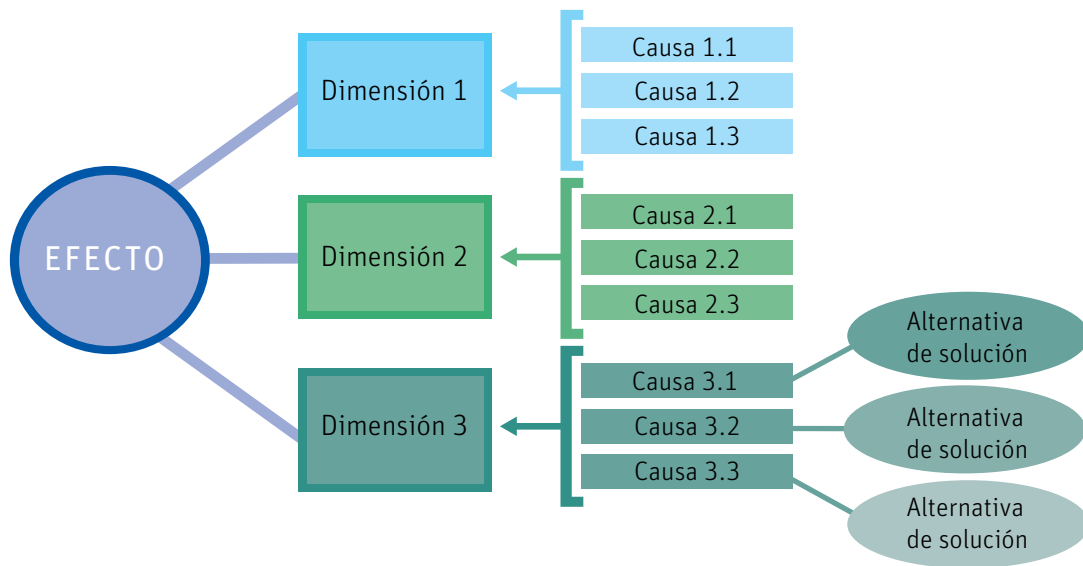 EFECTO
Dimensión 1
Causa 1.1
Causa 1.2
Causa 1.3
Dimensión 2
Causa 2.1
Causa 2.2
Causa 2.3
Dimensión 3
Causa 3.1
Causa 3.2
Causa 3.3
Alternativa
de solución
Alternativa
de solución
Alternativa
de solución